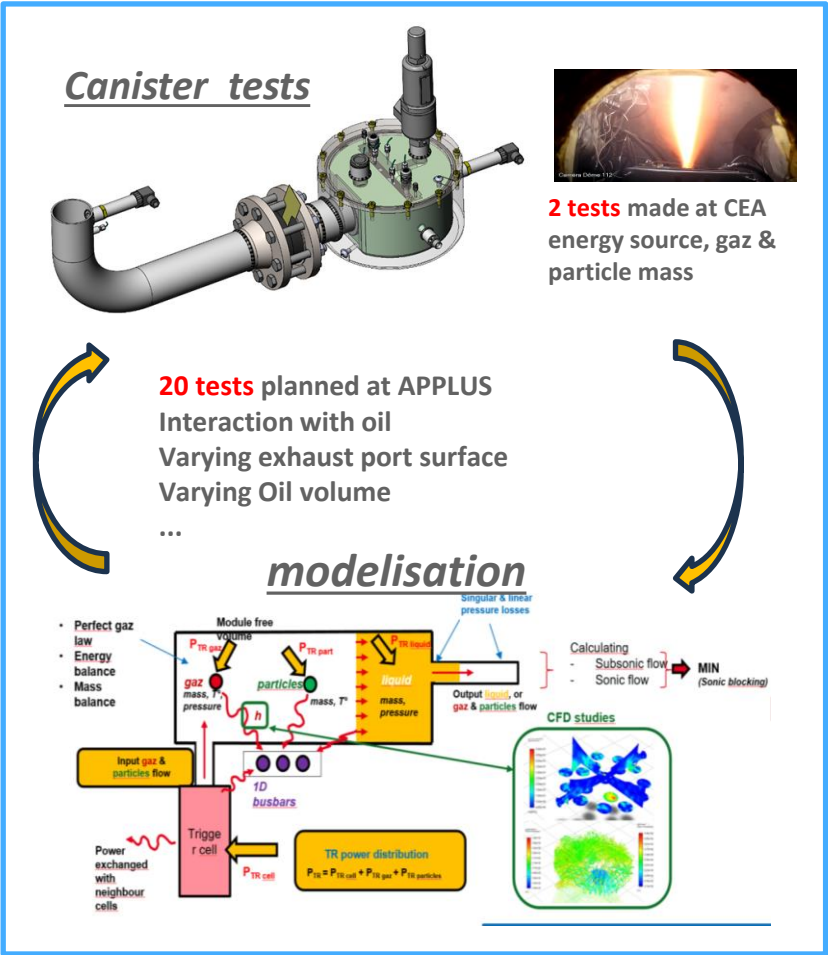 Canister tests
Camera Dôme 112
2 tests made at CEA
energy source, gaz &
particle mass
20 tests planned at APPLUS
Interaction with oil
Varying exhaust port surface
Varying Oil volume
...
modelisation
Singular & linear
pressure losses
• Perfect gaz
law
• Energy
balance
• Mass
balance
Module free
volume
P TR gaz
P TR part
P TR liquid
gaz
mass, T°,
pressure
particles
mass, T°
liquid
mass,
pressure
h
Output liquid, or
gaz & particles flow
Calculating
- Subsonic flow
- Sonic flow
MIN
(Sonic blocking)
CFD studies
Input gaz &
particles flow
1D
busbars
Trigge
r cell
Power
exchanged
with
neighbour
cells
P TR cell
TR power distribution
P TR = P TR cell + P TR gaz + P TR particles